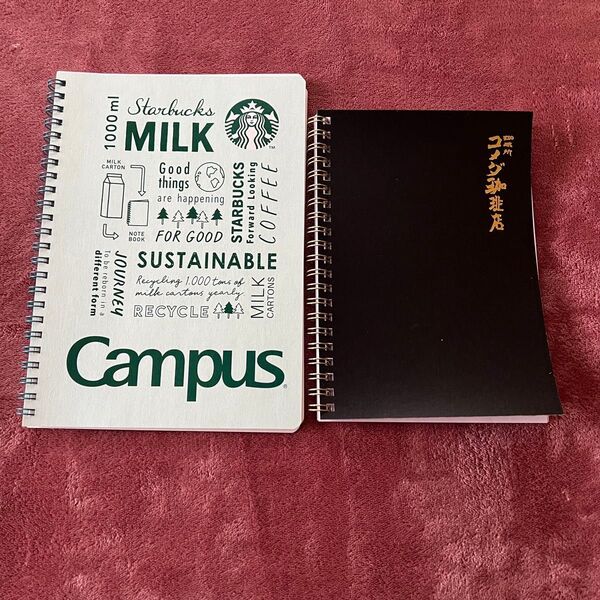 1000 ml
Starbucks
MILK
MILK
CARTON
NOTE
BOOK
Good
things
are happening
FOR GOOD
STARBUCKS
Forward Looking
COFFEE
To be reborn in a
different form
JOURNEY
SUSTAINABLE
Recycling 1,000 tons of
milk cartons yearly
RECYCLE
MILK
CARTONS
TM
Campus®
珈琲所
コメダ珈琲店